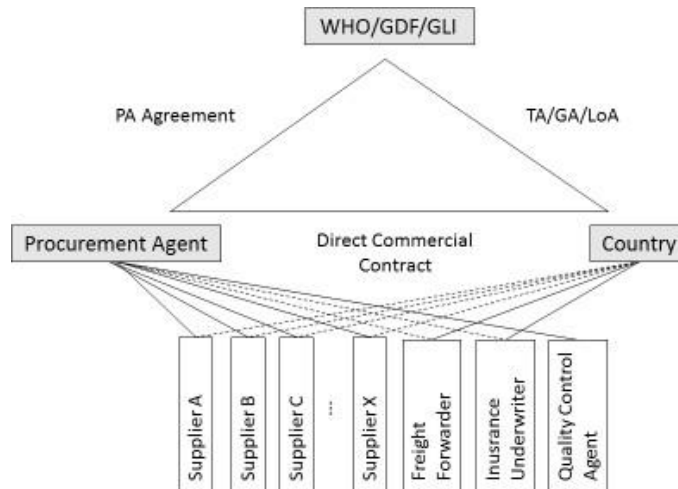 WHO/GDF/GLI
PA Agreement
TA/GA/LoA
Procurement Agent
Direct Commercial
Contract
Country
Supplier A
Supplier B
Supplier C
...
Supplier X
Freight
Forwarder
Inusrance
Underwriter
Quality Control
Agent